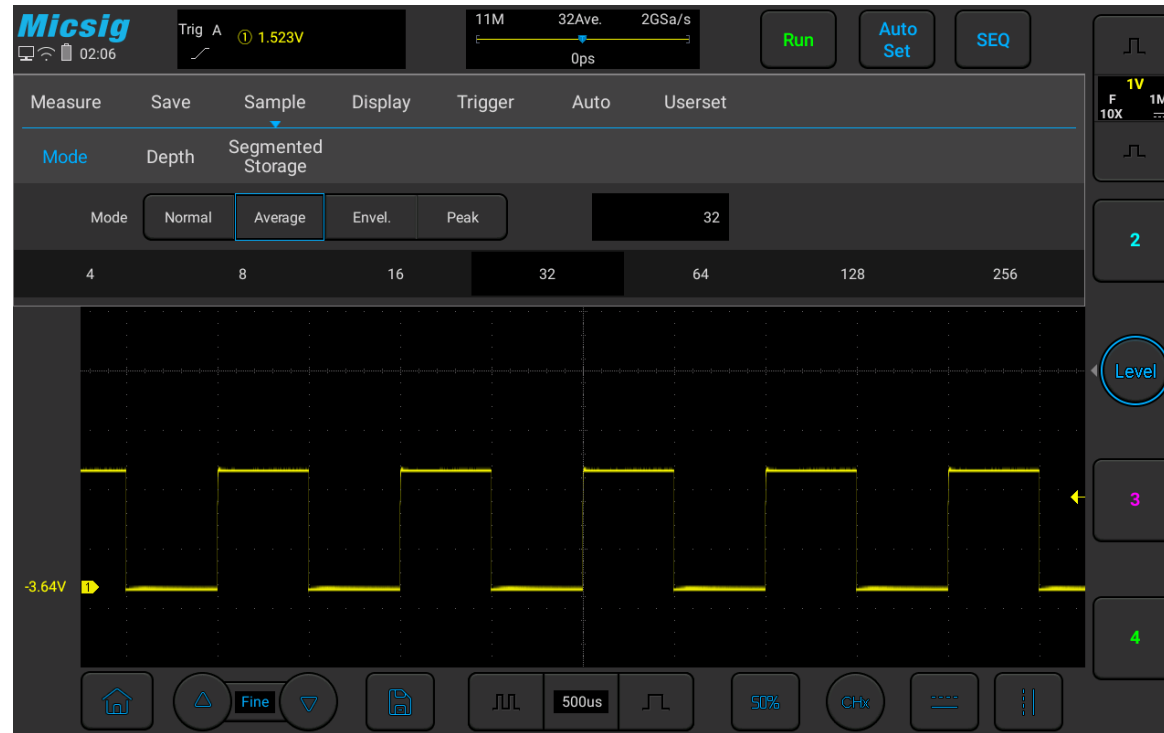 Micsig
02:06
Trig A ① 1.523V
11M 32Ave. 2GSa/s
0ps
Run
Auto
Set
SEQ
Measure Save Sample Display Trigger Auto Userset
Mode Depth Segmented
Storage
Mode Normal Average Envel. Peak 32
4 8 16 32 64 128 256
1V
F 1M
10X
2
Level
3
-3.64V 1
4
Fine 500us 50% CHx